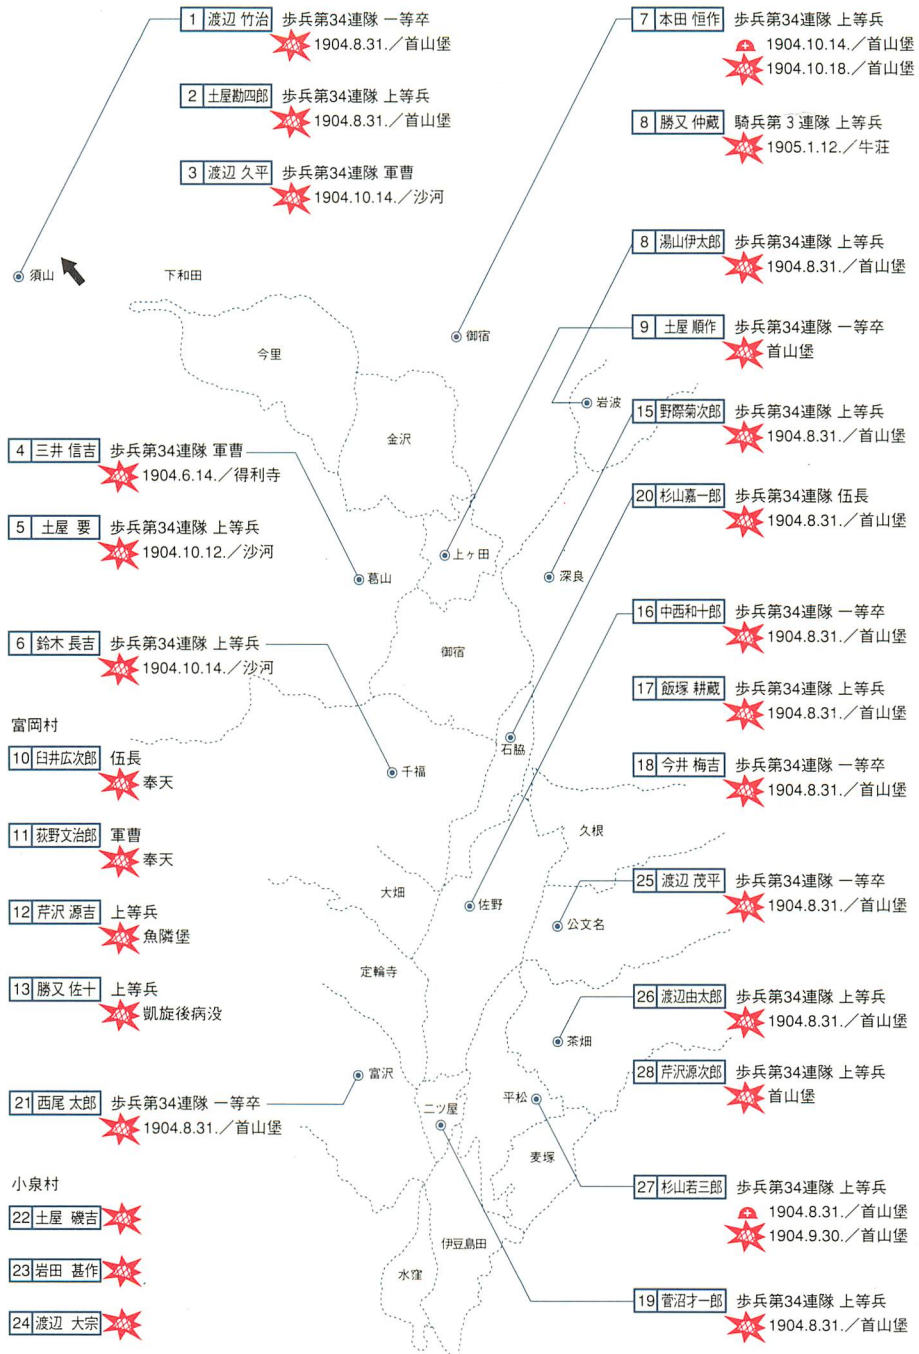 1 渡辺 竹治 歩兵第34連隊 一等卒
1904.8.31.／首山堡
2 土屋勘四郎 歩兵第34連隊 上等兵
1904.8.31.／首山堡
3 渡辺 久平 歩兵第34連隊 軍曹
1904.10.14.／沙河
7 本田 恒作 歩兵第34連隊 上等兵
1904.10.14.／首山堡
1904.10.18.／首山堡
8 勝又 仲蔵 騎兵第3連隊 上等兵
1905.1.12.／牛荘
8 湯山伊太郎 歩兵第34連隊 上等兵
1904.8.31.／首山堡
9 土屋 順作 歩兵第34連隊 一等卒
首山堡
15 野際菊次郎 歩兵第34連隊 上等兵
1904.8.31.／首山堡
20 杉山嘉一郎 歩兵第34連隊 伍長
1904.8.31.／首山堡
16 中西和十郎 歩兵第34連隊 一等卒
1904.8.31.／首山堡
17 飯塚 耕蔵 歩兵第34連隊 上等兵
1904.8.31.／首山堡
18 今井 梅吉 歩兵第34連隊 一等卒
1904.8.31.／首山堡
25 渡辺 茂平 歩兵第34連隊 一等卒
1904.8.31.／首山堡
26 渡辺由太郎 歩兵第34連隊 上等兵
1904.8.31.／首山堡
28 芹沢源次郎 歩兵第34連隊 上等兵
首山堡
27 杉山若三郎 歩兵第34連隊 上等兵
1904.8.31.／首山堡
1904.9.30.／首山堡
19 菅沼才一郎 歩兵第34連隊 上等兵
1904.8.31.／首山堡
4 三井 信吉 歩兵第34連隊 軍曹
1904.6.14.／得利寺
5 土屋 要 歩兵第34連隊 上等兵
1904.10.12.／沙河
6 鈴木 長吉 歩兵第34連隊 上等兵
1904.10.14.／沙河
富岡村
10 臼井広次郎 伍長
奉天
11 荻野文治郎 軍曹
奉天
12 芹沢 源吉 上等兵
魚隣堡
13 勝又 佐十 上等兵
凱旋後病没
21 西尾 太郎 歩兵第34連隊 一等卒
1904.8.31.／首山堡
小泉村
22 土屋 磯吉
23 岩田 甚作
24 渡辺 大宗
須山
下和田
今里
御宿
金沢
岩波
上ヶ田
葛山
深良
御宿
石脇
千福
久根
大畑
佐野
公文名
定輪寺
茶畑
富沢
二ツ屋
平松
麦塚
伊豆島田
水窪